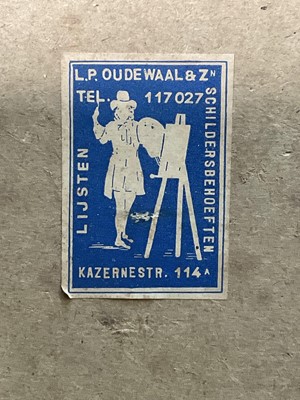 L.P. OUDEWAAL & ZN
TEL. 117027
SCHILDERSBEHOEFTEN
LIJSTEN
KAZERNESTR. 114A